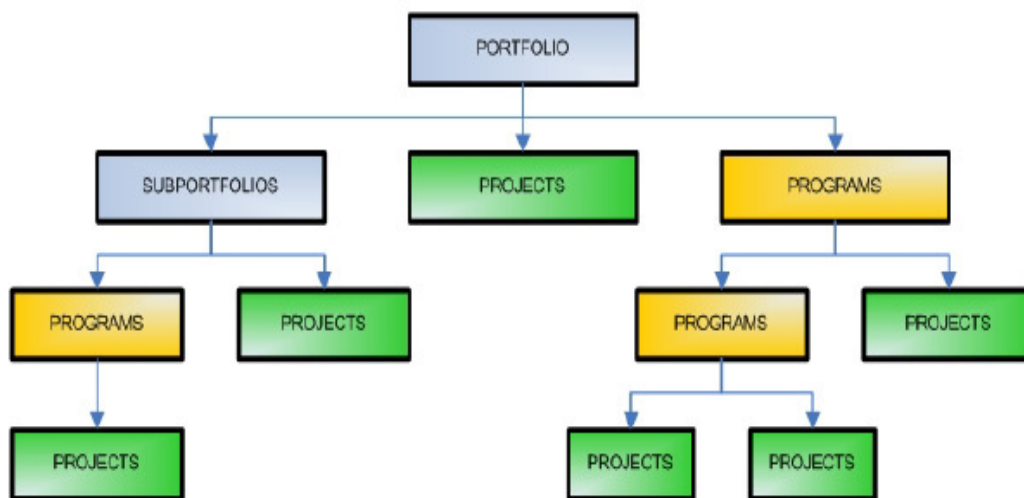 PORTFOLIO
SUBPORTFOLIOS
PROJECTS
PROGRAMS
PROGRAMS
PROJECTS
PROGRAMS
PROJECTS
PROJECTS
PROJECTS
PROJECTS